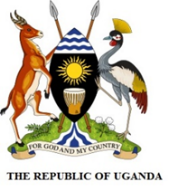 FOR GOD AND MY COUNTRY
THE REPUBLIC OF UGANDA